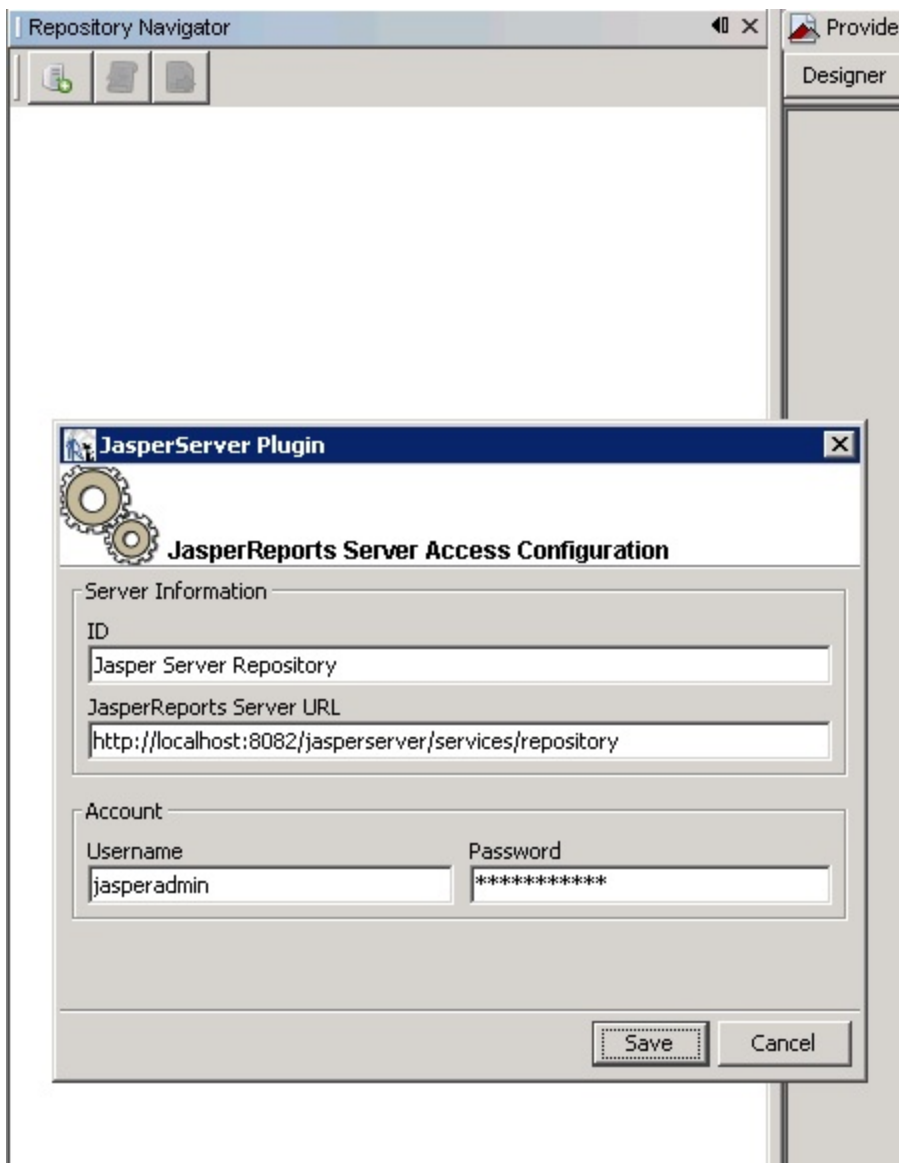 Repository Navigator
Provide
Designer
JasperServer Plugin
JasperReports Server Access Configuration
Server Information
ID
Jasper Server Repository
JasperReports Server URL
http://localhost:8082/jasperserver/services/repository
Account
Username Password
jasperadmin ***********
Save Cancel